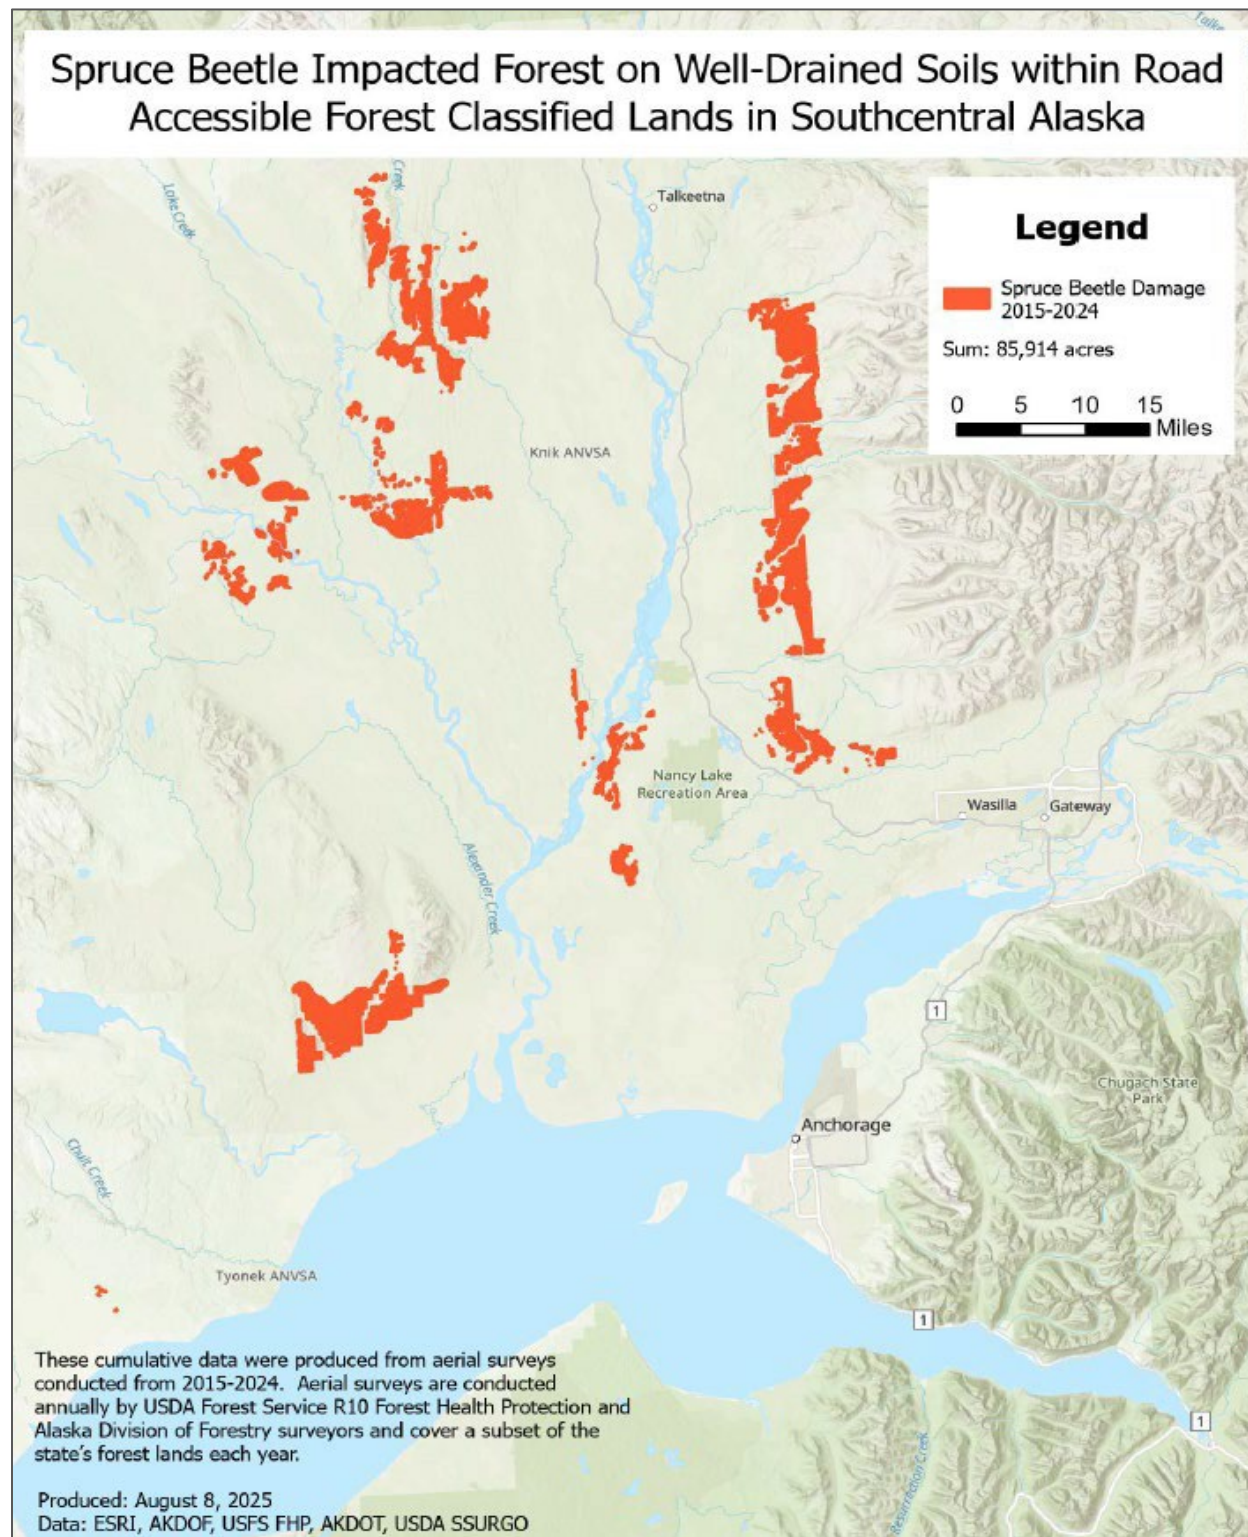 Talke
Spruce Beetle Impacted Forest on Well-Drained Soils within Road
Accessible Forest Classified Lands in Southcentral Alaska
Creek
Lake Creek
Talkeetna
Legend
Spruce Beetle Damage
2015-2024
Sum: 85,914 acres
0 5 10 15
Miles
Knik ANVSA
Nancy Lake
Recreation Area
Wasilla
Gateway
Alexander Creek
1
Chugach State
Park
Anchorage
Chuit Creek
Tyonek ANVSA
1
These cumulative data were produced from aerial surveys
conducted from 2015-2024. Aerial surveys are conducted
annually by USDA Forest Service R10 Forest Health Protection and
Alaska Division of Forestry surveyors and cover a subset of the
state's forest lands each year.
1
Resurrection Creek
Produced: August 8, 2025
Data: ESRI, AKDOF, USFS FHP, AKDOT, USDA SSURGO